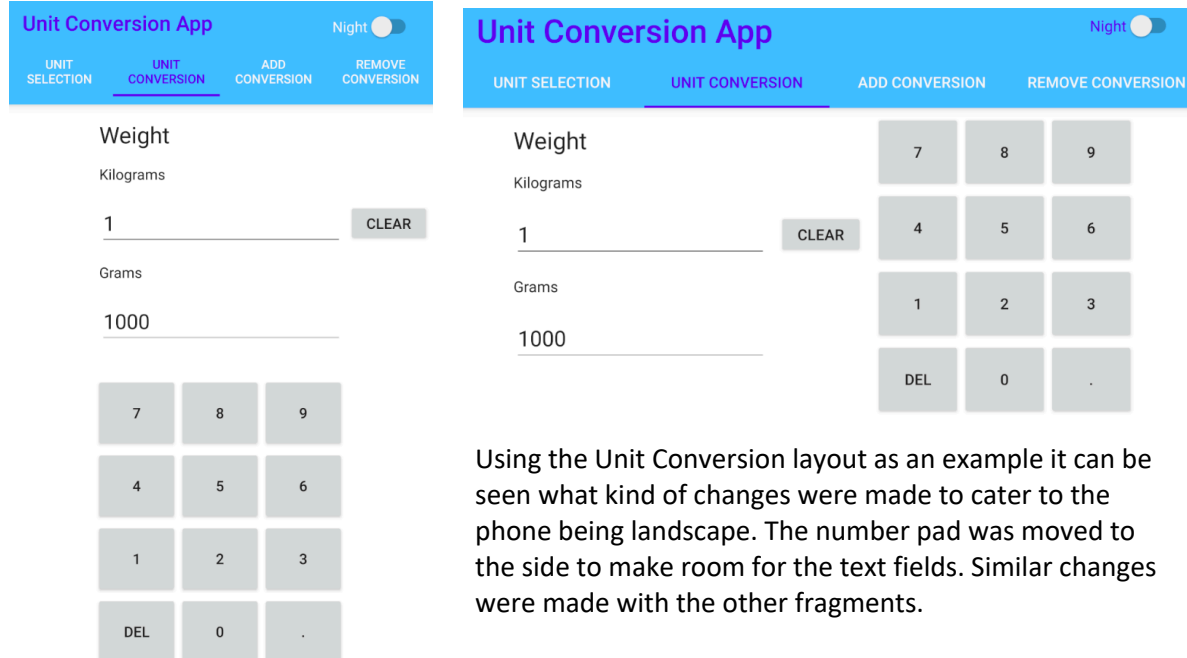 Unit Conversion App
Night
UNIT SELECTION
UNIT CONVERSION
ADD CONVERSION
REMOVE CONVERSION
Weight
Kilograms
1
CLEAR
Grams
1000
7 8 9
4 5 6
1 2 3
DEL 0 .
Unit Conversion App
Night
UNIT SELECTION UNIT CONVERSION ADD CONVERSION REMOVE CONVERSION
Weight
Kilograms
1
CLEAR
Grams
1000
7 8 9
4 5 6
1 2 3
DEL 0 .
Using the Unit Conversion layout as an example it can be
seen what kind of changes were made to cater to the
phone being landscape. The number pad was moved to
the side to make room for the text fields. Similar changes
were made with the other fragments.